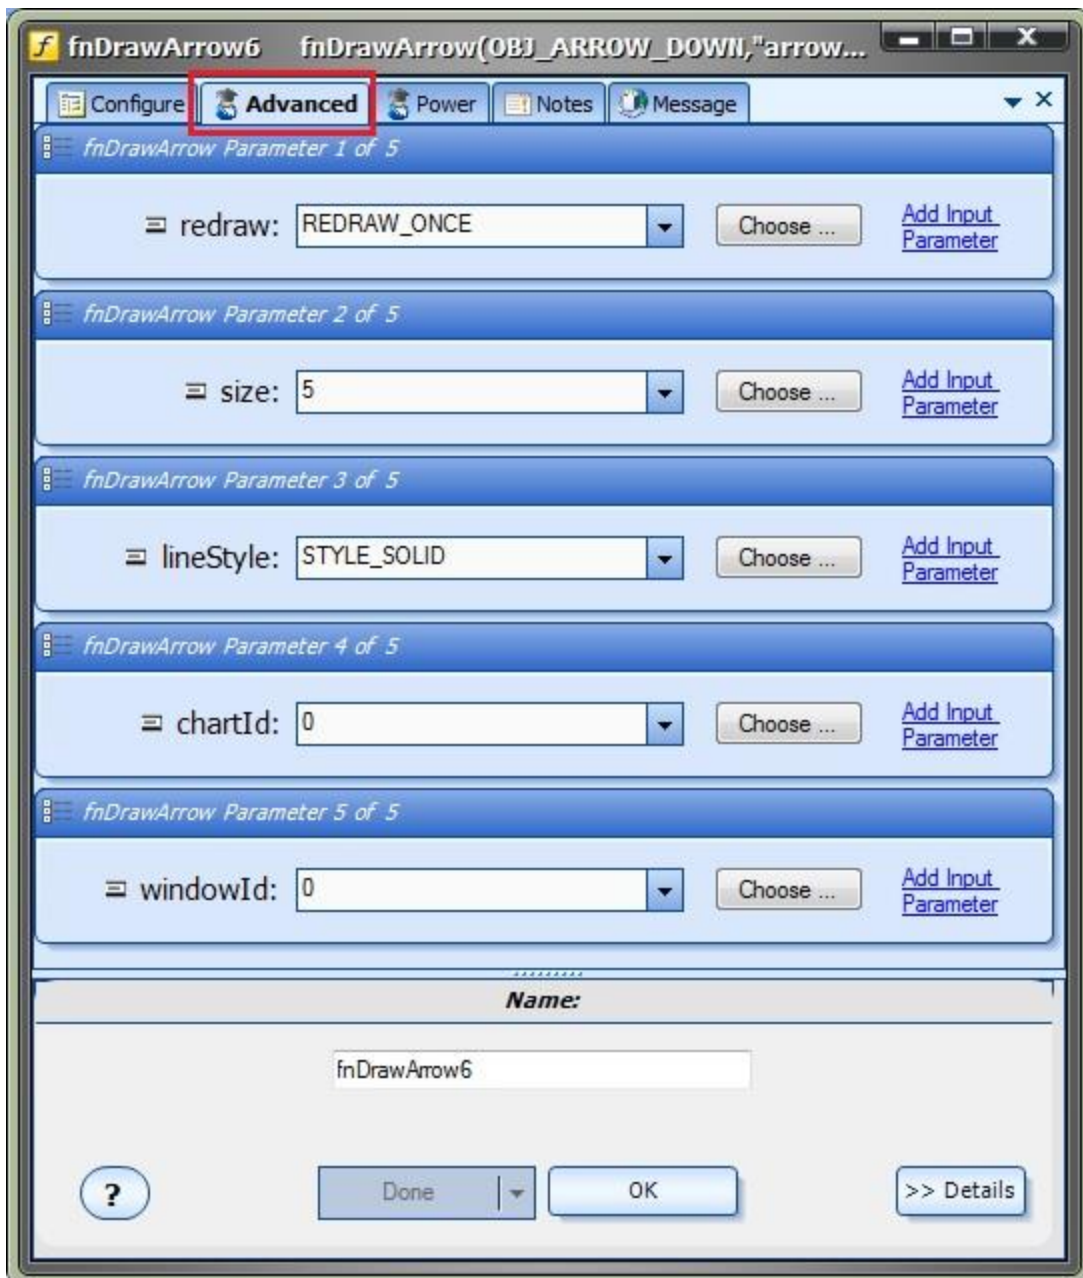 fnDrawArrow6 fnDrawArrow(OBJ_ARROW_DOWN,"arrow...
Configure Advanced Power Notes Message
fnDrawArrow Parameter 1 of 5
redraw: REDRAW_ONCE Choose ... Add Input
Parameter
fnDrawArrow Parameter 2 of 5
size: 5 Choose ... Add Input
Parameter
fnDrawArrow Parameter 3 of 5
lineStyle: STYLE_SOLID Choose ... Add Input
Parameter
fnDrawArrow Parameter 4 of 5
chartId: 0 Choose ... Add Input
Parameter
fnDrawArrow Parameter 5 of 5
windowId: 0 Choose ... Add Input
Parameter
Name:
fnDrawArrow6
? Done OK >> Details